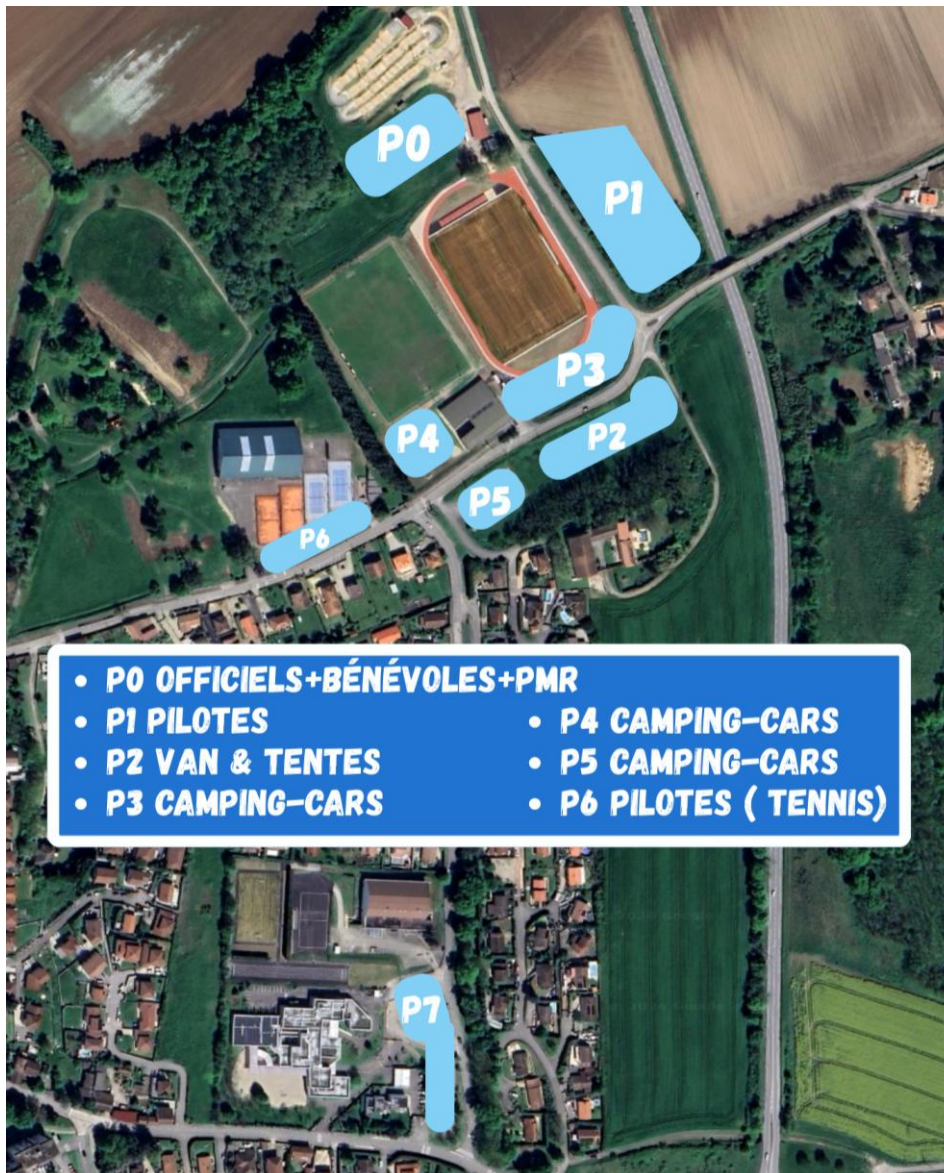 P0
P1
P3
P4
P2
P5
P6
• P0 OFFICIELS+BÉNÉVOLES+PMR
• P1 PILOTES
• P2 VAN & TENTES
• P3 CAMPING-CARS
• P4 CAMPING-CARS
• P5 CAMPING-CARS
• P6 PILOTES ( TENNIS)
P7